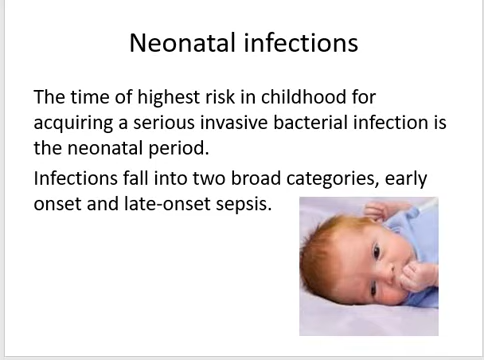 Neonatal infections
The time of highest risk in childhood for
acquiring a serious invasive bacterial infection is
the neonatal period.
Infections fall into two broad categories, early
onset and late-onset sepsis.